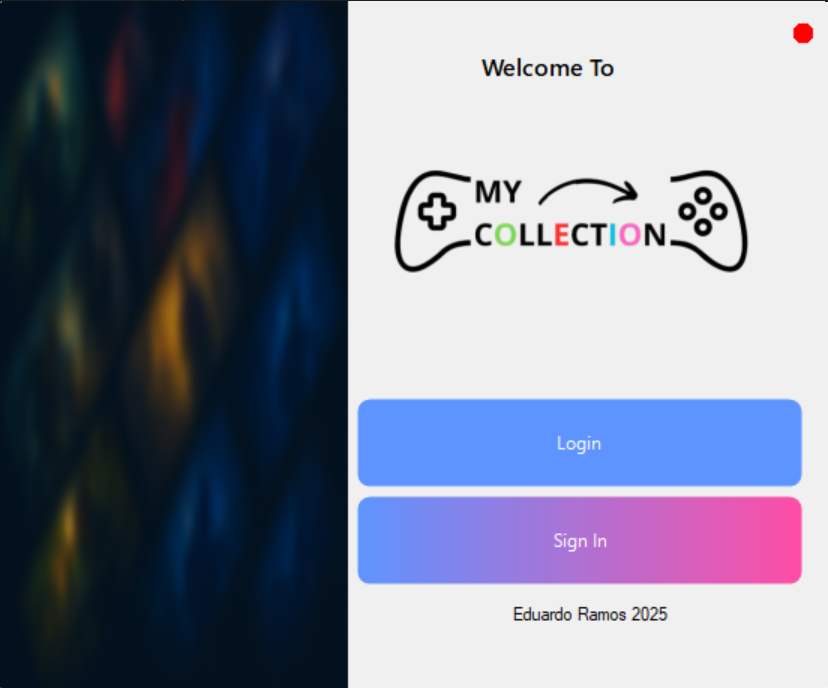 Welcome To
MY
COLLECTION
Login
Sign In
Eduardo Ramos 2025